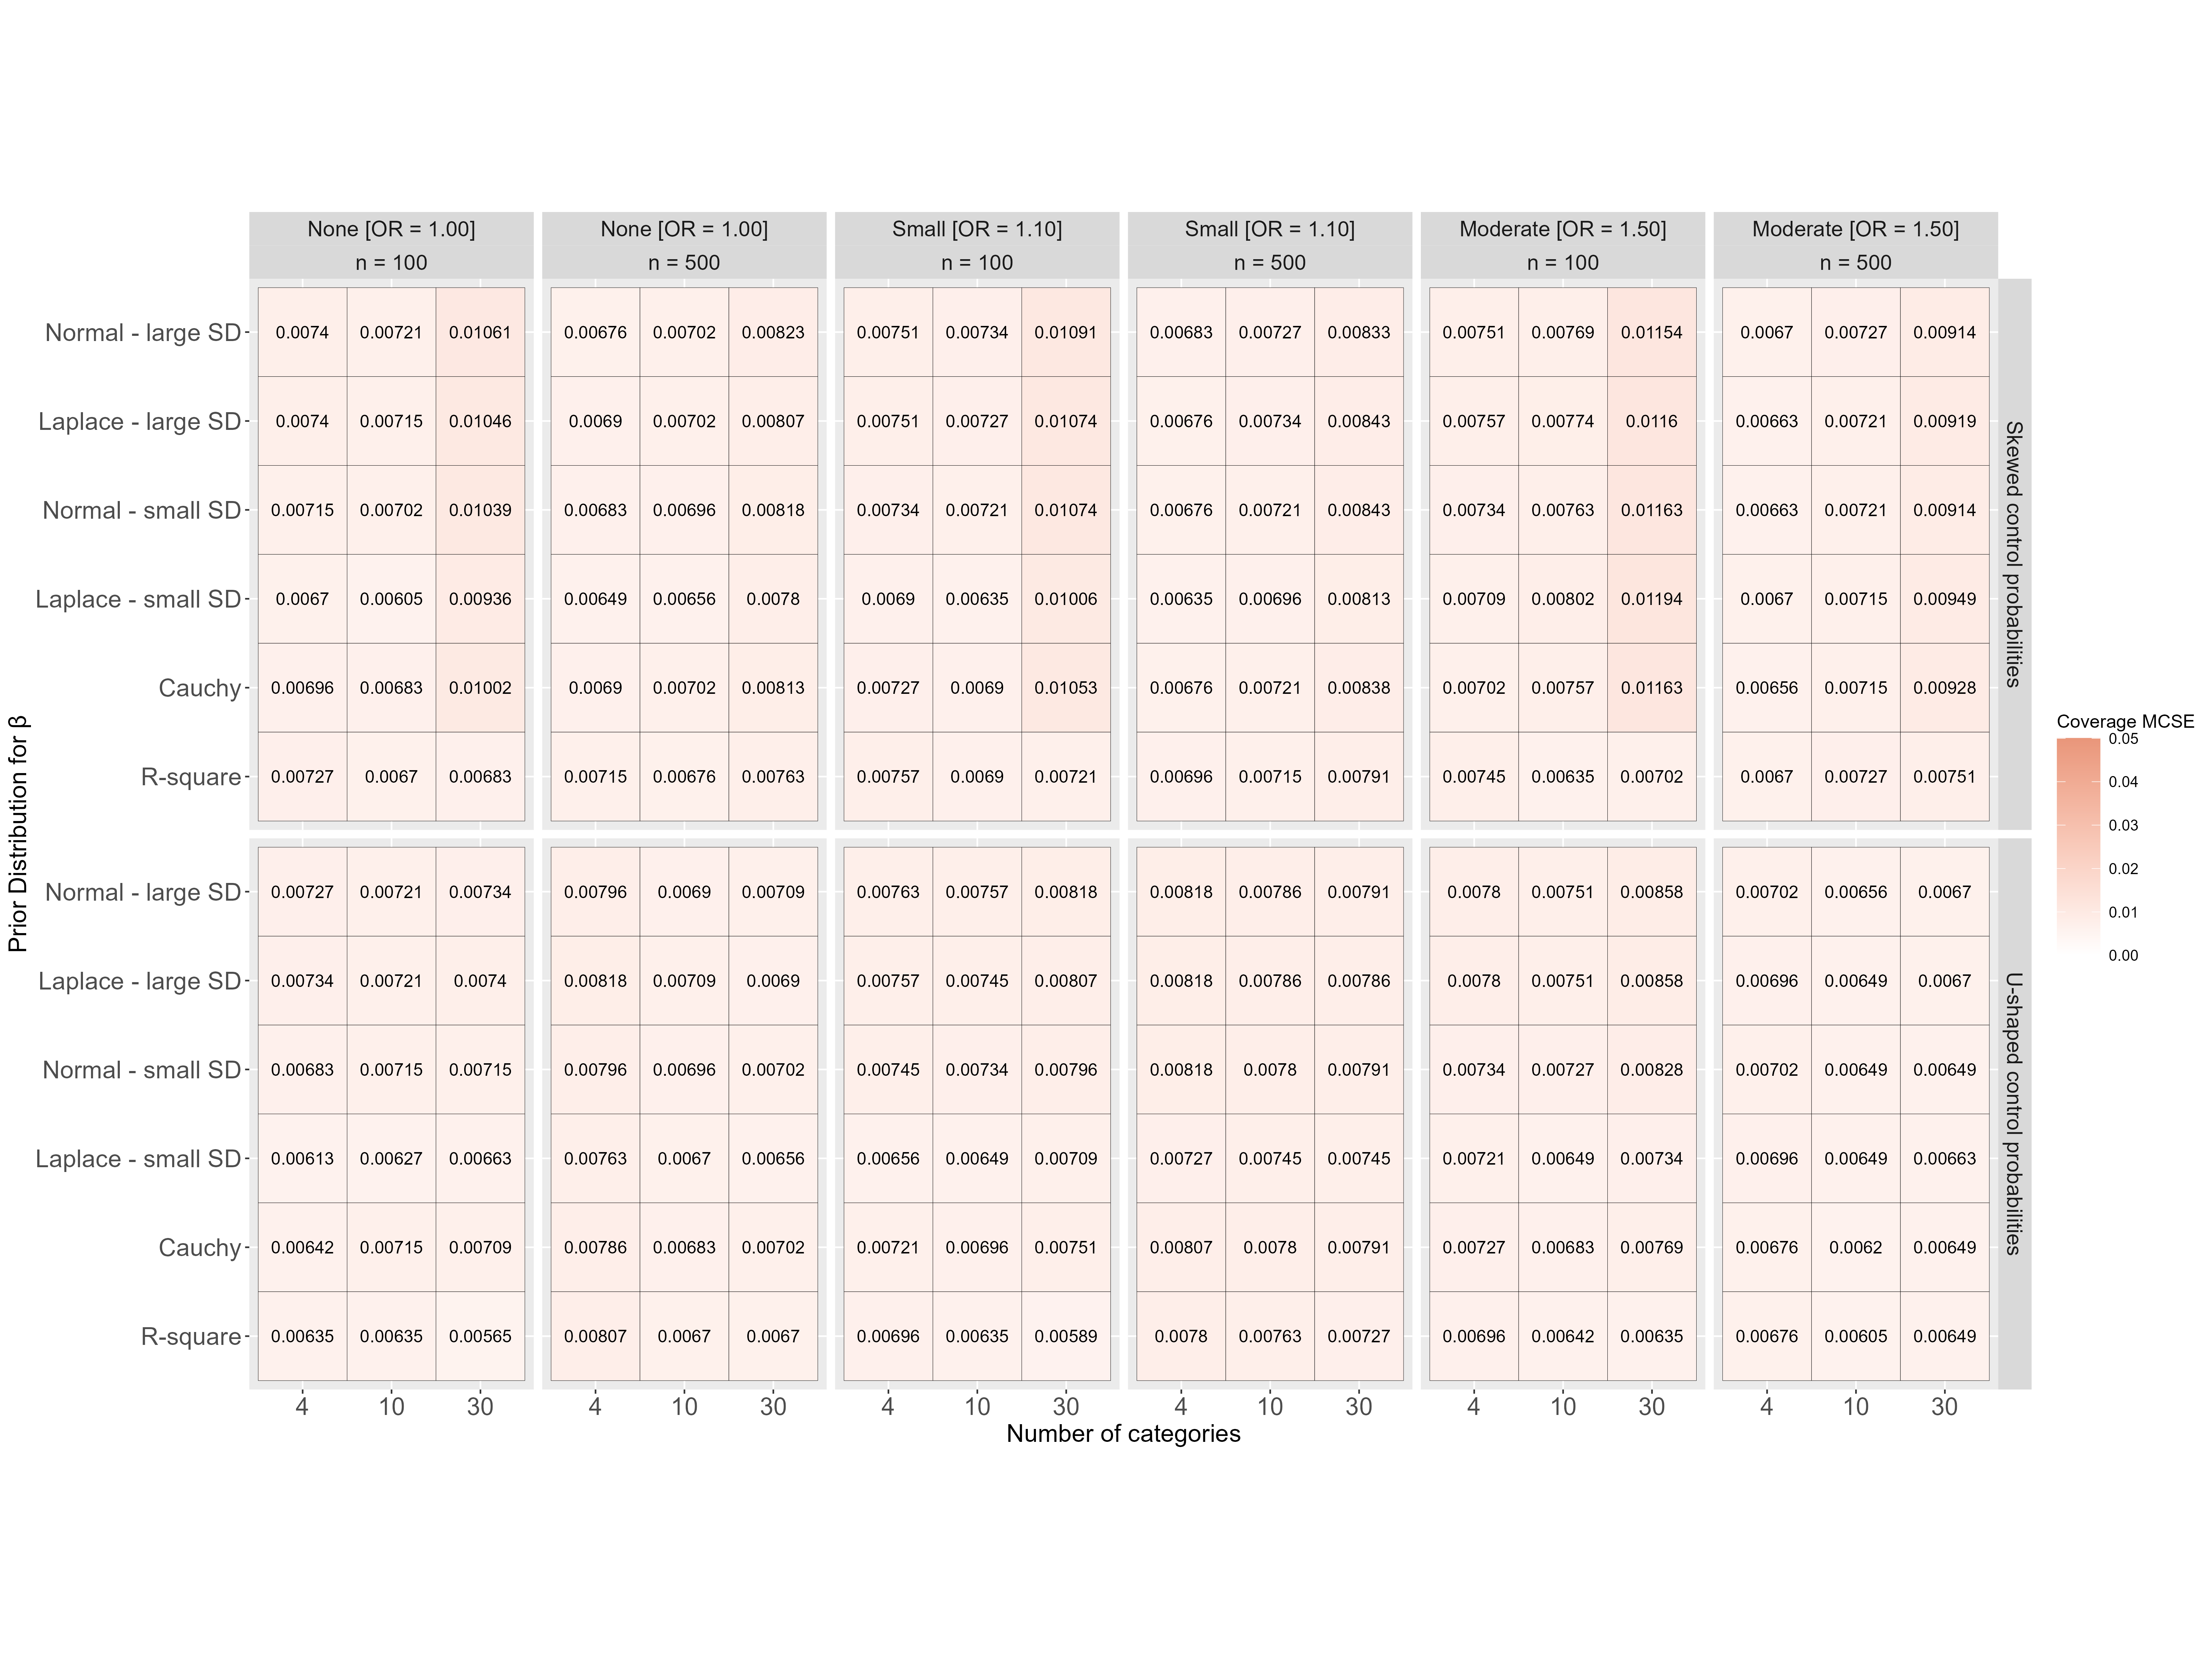 None [OR = 1.00] None [OR = 1.00] Small [OR = 1.10] Small [OR = 1.10] Moderate [OR = 1.50] Moderate [OR = 1.50]
n = 100 n = 500 n = 100 n = 500 n = 100 n = 500
Normal - large SD 0.0074 0.00721 0.01061 0.00676 0.00702 0.00823 0.00751 0.00734 0.01091 0.00683 0.00727 0.00833 0.00751 0.00769 0.01154 0.0067 0.00727 0.00914
Laplace - large SD 0.0074 0.00715 0.01046 0.0069 0.00702 0.00807 0.00751 0.00727 0.01074 0.00676 0.00734 0.00843 0.00757 0.00774 0.0116 0.00663 0.00721 0.00919
Normal - small SD 0.00715 0.00702 0.01039 0.00683 0.00696 0.00818 0.00734 0.00721 0.01074 0.00676 0.00721 0.00843 0.00734 0.00763 0.01163 0.00663 0.00721 0.00914
Laplace - small SD 0.0067 0.00605 0.00936 0.00649 0.00656 0.0078 0.0069 0.00635 0.01006 0.00635 0.00696 0.00813 0.00709 0.00802 0.01194 0.0067 0.00715 0.00949
Cauchy 0.00696 0.00683 0.01002 0.0069 0.00702 0.00813 0.00727 0.0069 0.01053 0.00676 0.00721 0.00838 0.00702 0.00757 0.01163 0.00656 0.00715 0.00928
R-square 0.00727 0.0067 0.00683 0.00715 0.00676 0.00763 0.00757 0.0069 0.00721 0.00696 0.00715 0.00791 0.00745 0.00635 0.00702 0.0067 0.00727 0.00751
Skewed control probabilities
Normal - large SD 0.00727 0.00721 0.00734 0.00796 0.0069 0.00709 0.00763 0.00757 0.00818 0.00818 0.00786 0.00791 0.0078 0.00751 0.00858 0.00702 0.00656 0.0067
Laplace - large SD 0.00734 0.00721 0.0074 0.00818 0.00709 0.0069 0.00757 0.00745 0.00807 0.00818 0.00786 0.00786 0.0078 0.00751 0.00858 0.00696 0.00649 0.0067
Normal - small SD 0.00683 0.00715 0.00715 0.00796 0.00696 0.00702 0.00745 0.00734 0.00796 0.00818 0.0078 0.00791 0.00734 0.00727 0.00828 0.00702 0.00649 0.00649
Laplace - small SD 0.00613 0.00627 0.00663 0.00763 0.0067 0.00656 0.00656 0.00649 0.00709 0.00727 0.00745 0.00745 0.00721 0.00649 0.00734 0.00696 0.00649 0.00663
Cauchy 0.00642 0.00715 0.00709 0.00786 0.00683 0.00702 0.00721 0.00696 0.00751 0.00807 0.0078 0.00791 0.00727 0.00683 0.00769 0.00676 0.0062 0.00649
R-square 0.00635 0.00635 0.00565 0.00807 0.0067 0.0067 0.00696 0.00635 0.00589 0.0078 0.00763 0.00727 0.00696 0.00642 0.00635 0.00676 0.00605 0.00649
U-shaped control probabilities
4 10 30 4 10 30 4 10 30 4 10 30 4 10 30 4 10 30
Number of categories
Prior Distribution for β
Coverage MCSE
0.05
0.04
0.03
0.02
0.01
0.00